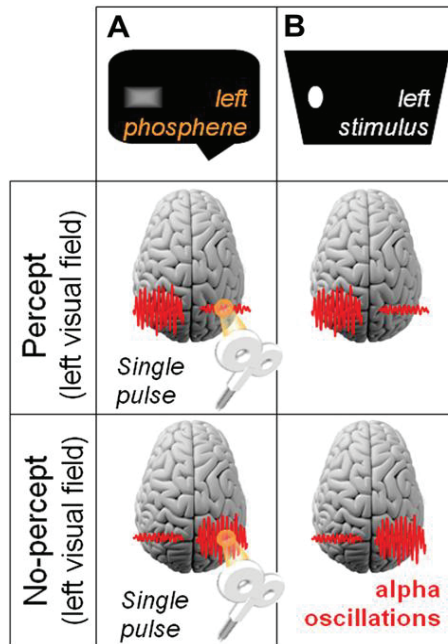 A
B
left
phosphene
left
stimulus
Percept
(left visual field)
Single
pulse
No-percept
(left visual field)
Single
pulse
alpha
oscillations